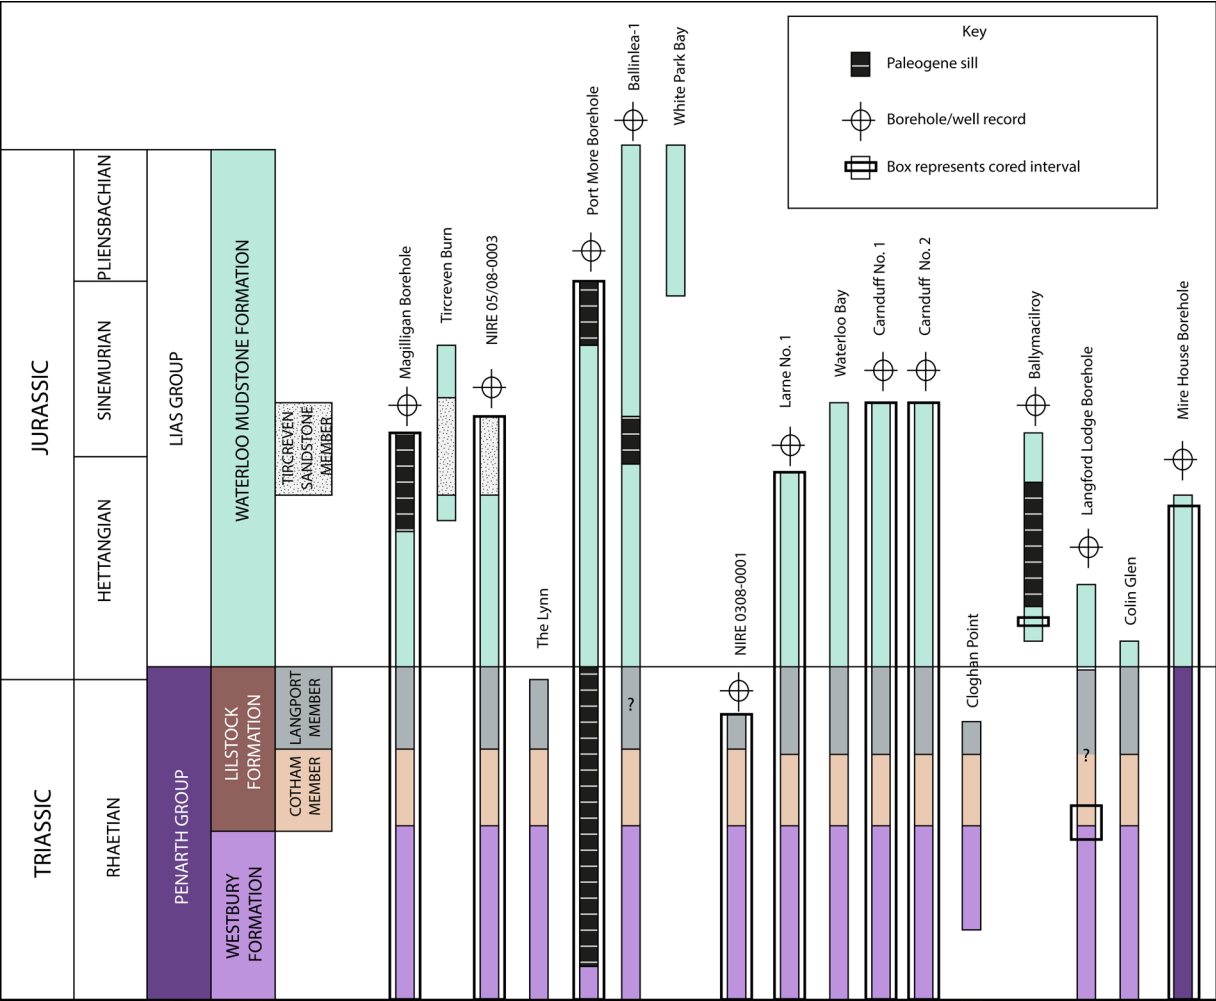 Key
Paleogene sill
Borehole/well record
Box represents cored interval
JURASSIC
TRIASSIC
PLIENSBACHIAN
SINEMURIAN
HETTANGIAN
RHAETIAN
LIAS GROUP
PENARTH GROUP
WATERLOO MUDSTONE FORMATION
LILSTOCK
FORMATION
WESTBURY
FORMATION
TIRCREVEN
SANDSTONE
MEMBER
LANGPORT
MEMBER
COTHAM
MEMBER
Magilligan Borehole
Tircreven Burn
NIRE 05/08-0003
The Lynn
Port More Borehole
Ballinlea-1
?
White Park Bay
NIRE 0308-0001
Larne No. 1
Waterloo Bay
Carnduff No. 1
Carnduff No. 2
Cloghan Point
Ballymacilroy
Langford Lodge Borehole
?
Colin Glen
Mire House Borehole